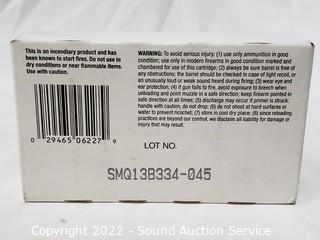 This is an incendiary product and has
been known to start fires. Do not use in
dry conditions or near flammable items.
Use with caution.
WARNING: To avoid serious injury: (1) use only ammunition in good
condition; use only in modern firearms in good condition marked and
chambered for use of this cartridge; (2) always be sure barrel is free of
any obstructions; the barrel should be checked in case of light recoil, or
an unusual discharge sound is heard when firing; (3) wear eye and
ear protection; (4) if gun fails to fire, avoid exposure to breech when
unloading and point muzzle in a safe direction; keep firearm pointed in
safe direction at all times; (5) discharge may occur if primer is struck;
handle with caution; (6) do not shoot at hard surfaces or water to
prevent ricochet; (7) store in cool dry place; (8) since reloading
practices are beyond our control, we disclaim all liability for damage or
injury that may result.
0 29465 06227 9
LOT NO.
SMQ13B334-045
Copyright 2022 - Sound Auction Service